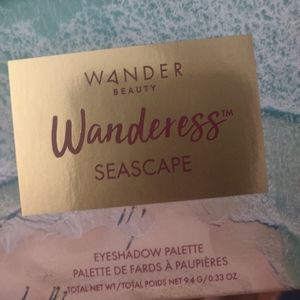 WANDER
BEAUTY
Wanderess™
SEASCAPE
EYESHADOW PALETTE
PALETTE DE FARDS À PAUPIÈRES
TOTAL NET WT/TOTAL POIDS NET 9.4 G/0.33 OZ